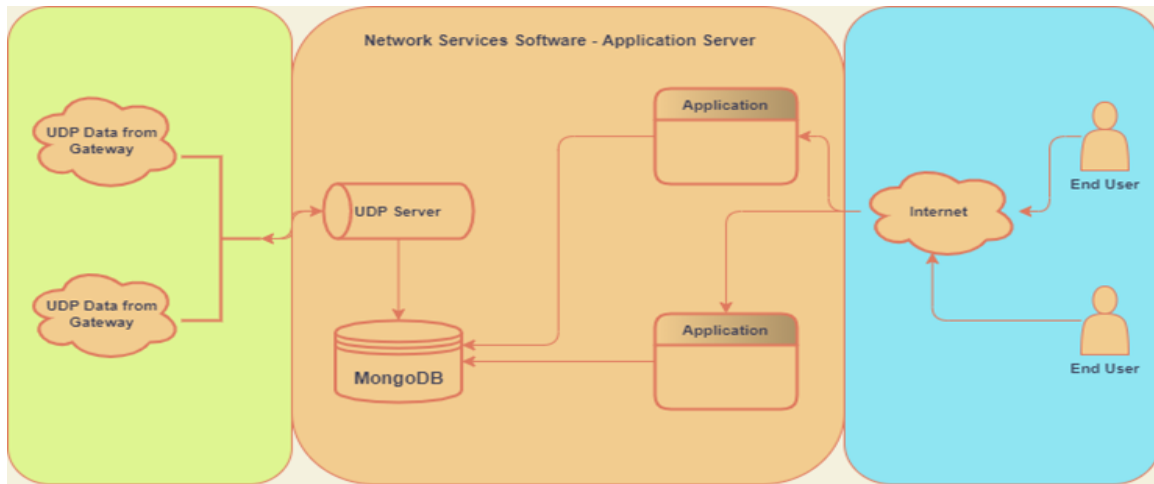 Network Services Software - Application Server
UDP Data from
Gateway
UDP Data from
Gateway
UDP Server
MongoDB
Application
Application
Internet
End User
End User